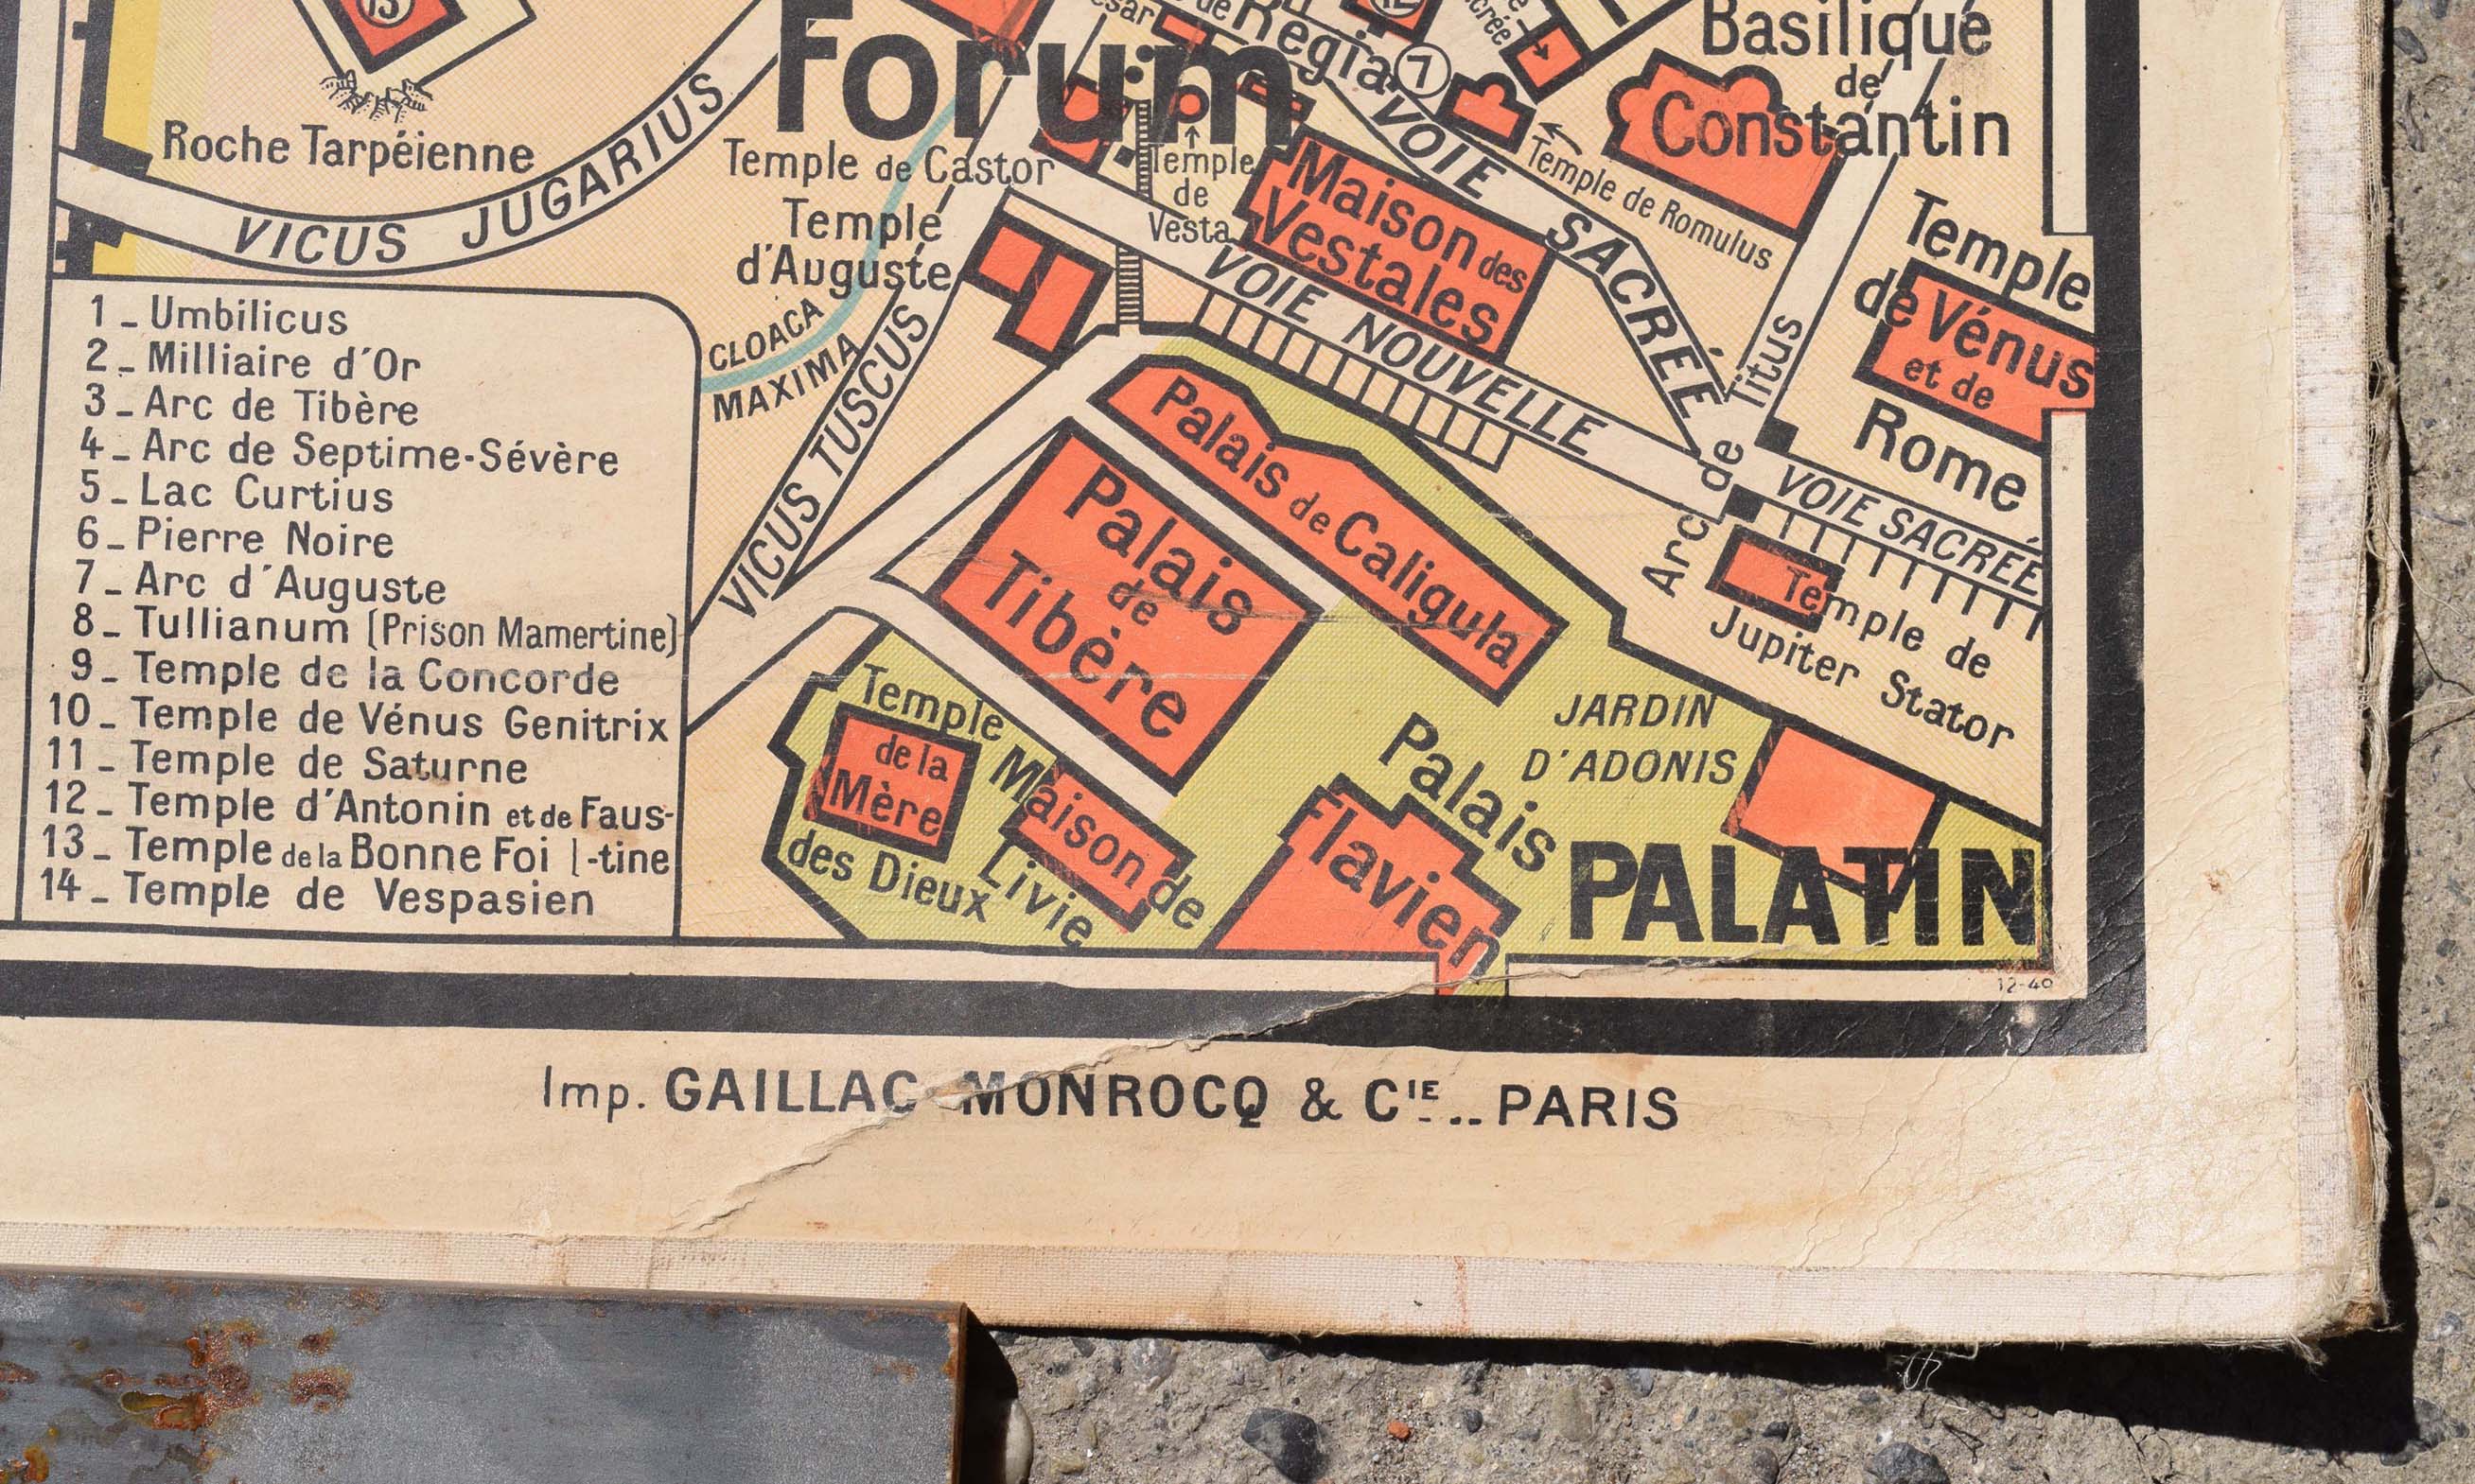 13
Roche Tarpéienne
VICUS JUGARIUS
Forum
Regia
7
12
Basilique
de
Constantin
Temple de Castor
Temple
d'Auguste
Temple
de
Vesta
Maison des
Vestales
VOIE SACRÉE
Temple de Romulus
Temple
de Vénus
et de
Rome
CLOACA
MAXIMA
VICUS TUSCUS
VOIE NOUVELLE
Arc de Titus
VOIE SACRÉE
Palais de Caligula
Palais
de
Tibère
Temple de
Jupiter Stator
JARDIN
D'ADONIS
Temple
de la
Mère
des Dieux
Maison de
Livie
Palais
Flavien
PALATIN
1 _ Umbilicus
2 _ Milliaire d'Or
3 _ Arc de Tibère
4 _ Arc de Septime-Sévère
5 _ Lac Curtius
6 _ Pierre Noire
7 _ Arc d'Auguste
8 _ Tullianum (Prison Mamertine)
9 _ Temple de la Concorde
10 _ Temple de Vénus Genitrix
11 _ Temple de Saturne
12 _ Temple d'Antonin et de Faus-
13 _ Temple de la Bonne Foi [-tine
14 _ Temple de Vespasien
12-40
Imp. GAILLAC-MONROCQ & CIE_.. PARIS